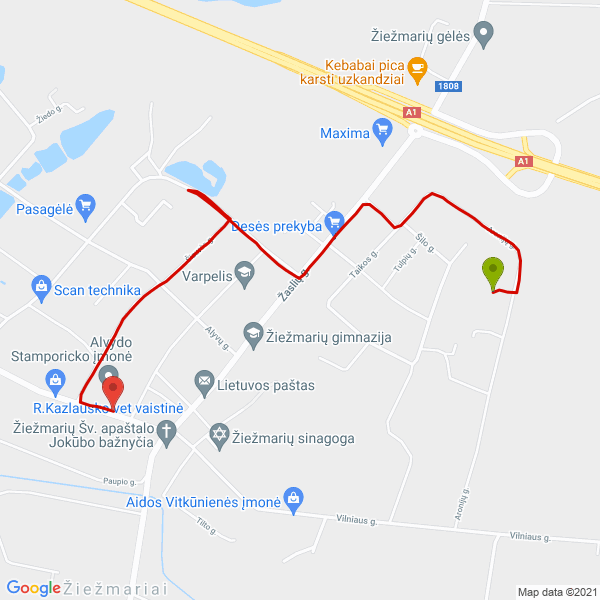 Žiežmarių gėlės
Kebabai pica
karsti uzkandziai
1808
A1
Žiedo g.
Maxima
A1
Pasagėlė
Desės prekyba
Šilo g.
Taikos g.
Tulpių g.
Varpelis
Žaslių g.
Scan technika
Alyvų g.
Žiežmarių gimnazija
Alvydo
Stamporicko įmonė
Lietuvos paštas
R.Kazlausko vet vaistinė
Žiežmarių Šv. apaštalo
Jokūbo bažnyčia
Žiežmarių sinagoga
Paupio g.
Aronijų g.
Aidos Vitkūnienės įmonė
Tilto g.
Vilniaus g.
Vilniaus g.
Google
Žiežmariai
Map data ©2021